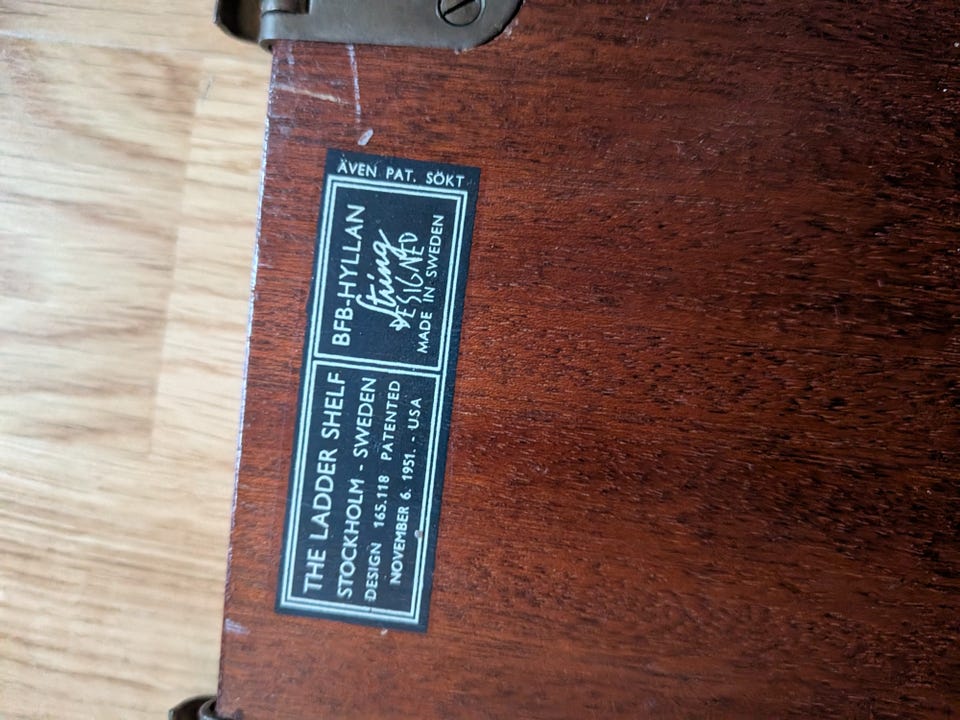 THE LADDER SHELF
STOCKHOLM - SWEDEN
DESIGN 165.118 PATENTED
NOVEMBER 6. 1951. - USA
BFB-HYLLAN
String
DESIGNED
MADE IN SWEDEN
ÄVEN PAT. SÖKT